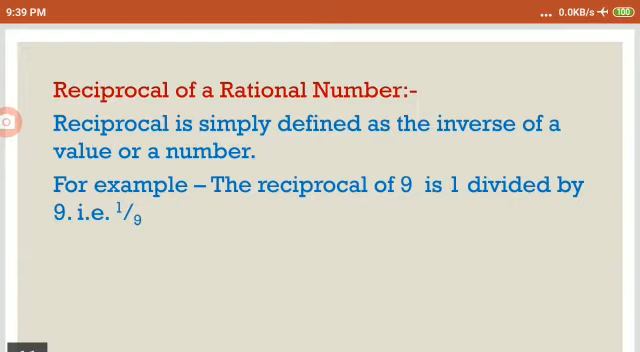 9:39 PM
... 0.0KB/s 100
Reciprocal of a Rational Number:-
Reciprocal is simply defined as the inverse of a
value or a number.
For example – The reciprocal of 9 is 1 divided by
9. i.e. ¹/₉